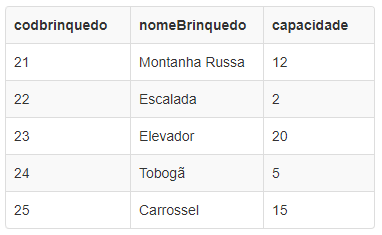 codbrinquedo nomeBrinquedo capacidade
21 Montanha Russa 12
22 Escalada 2
23 Elevador 20
24 Tobogã 5
25 Carrossel 15